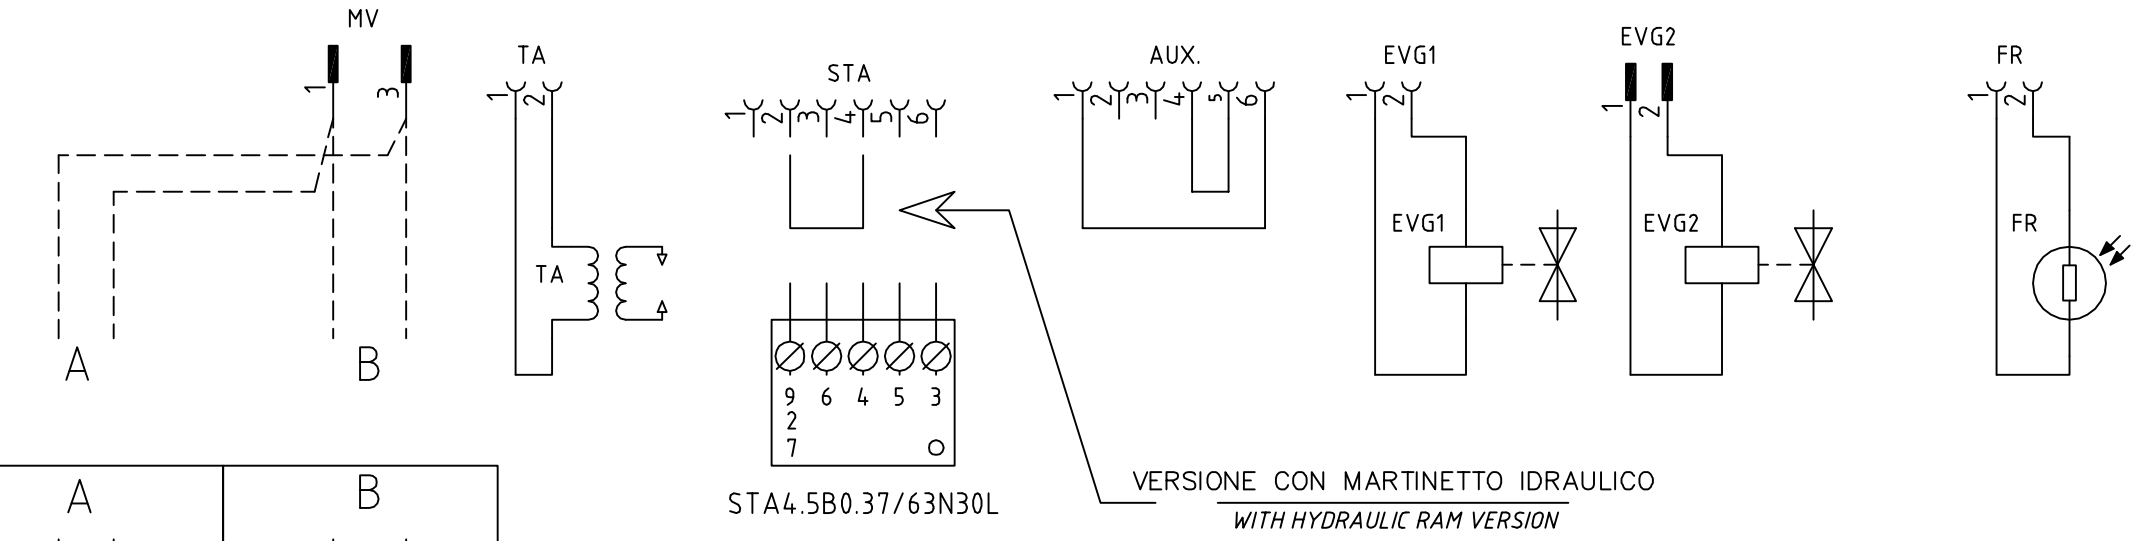 MV
1 3
TA
1 2
TA
STA
1 2 3 4 5 6
9 6 4 5 3
2
7
STA4.5B0.37/63N30L
AUX.
1 2 3 4 5 6
EVG1
1 2
EVG1
EVG2
1 2
EVG2
FR
1 2
FR
A B
A B
VERSIONE CON MARTINETTO IDRAULICO
WITH HYDRAULIC RAM VERSION